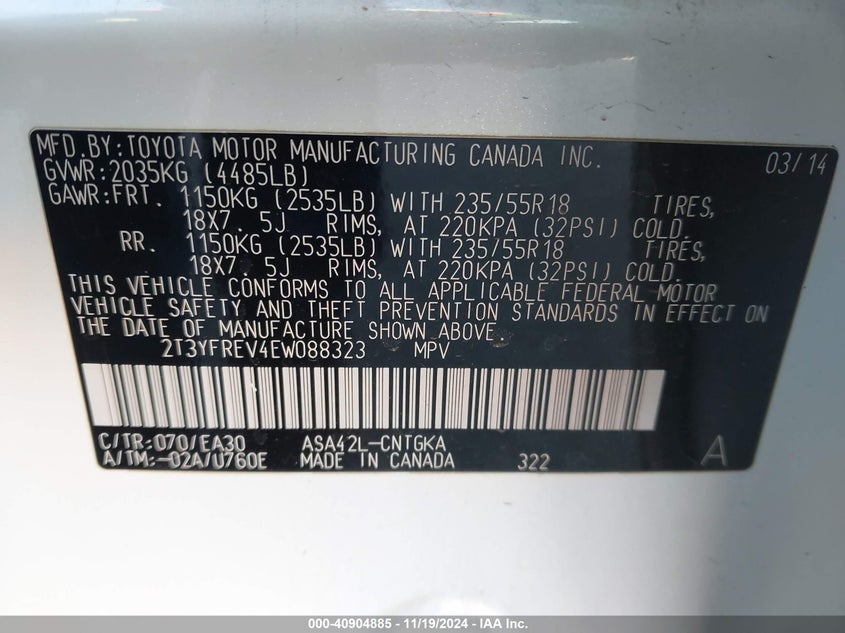 MFD.BY:TOYOTA MOTOR MANUFACTURING CANADA INC. 03/14
GVWR:2035KG (4485LB)
GAWR:FRT. 1150KG (2535LB) WITH 235/55R18 TIRES,
18X7. 5J RIMS, AT 220KPA (32PSI) COLD.
RR. 1150KG (2535LB) WITH 235/55R18 TIRES,
18X7. 5J RIMS, AT 220KPA (32PSI) COLD.
THIS VEHICLE CONFORMS TO ALL APPLICABLE FEDERAL MOTOR
VEHICLE SAFETY AND THEFT PREVENTION STANDARDS IN EFFECT ON
THE DATE OF MANUFACTURE SHOWN ABOVE.
2T3YFREV4EW088323 MPV
C/TR:070/EA30 ASA42L-CNTGKA
A/TM:-02A/U760E MADE IN CANADA 322 A
000-40904885 - 11/19/2024 - IAA Inc.